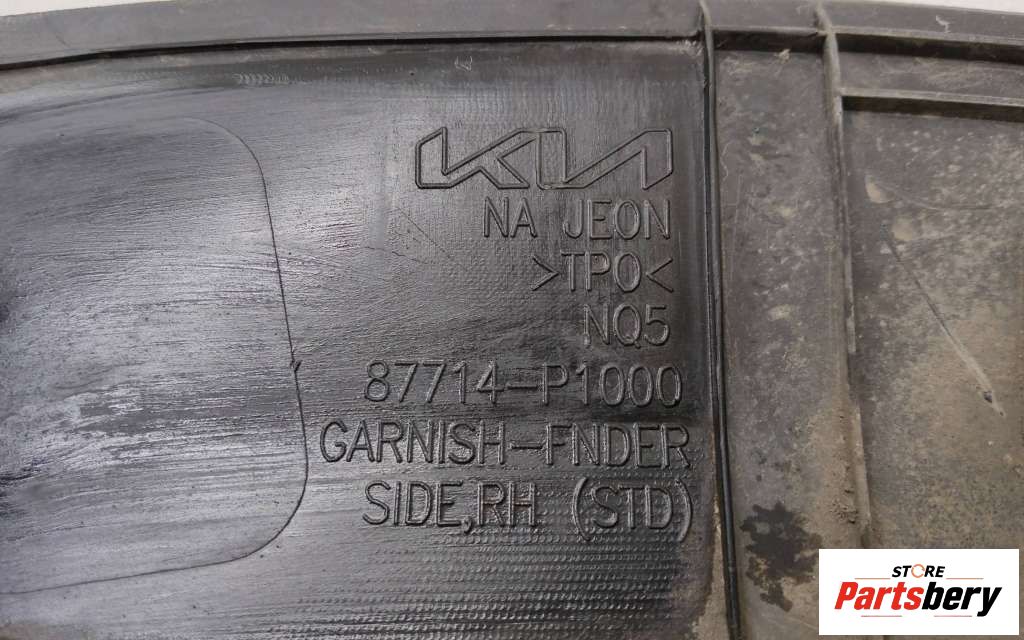 KIA
NA JEON
>TPO<
NQ5
87714-P1000
GARNISH-FNDER
SIDE,RH. (STD)
STORE
Partsbery